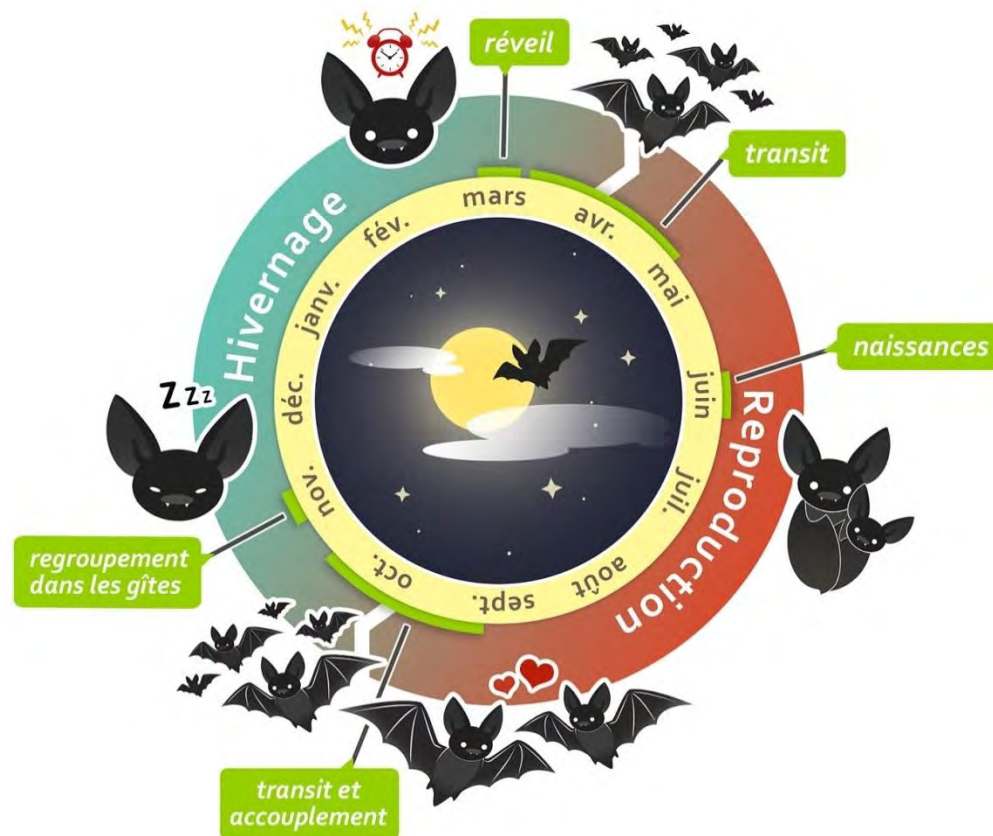 réveil
transit
naissances
Reproduction
transit et
accouplement
regroupement
dans les gîtes
Hivernage
Z Z Z
janv.
fév.
mars
avr.
mai
juin
juil.
août
sept.
oct.
nov.
déc.